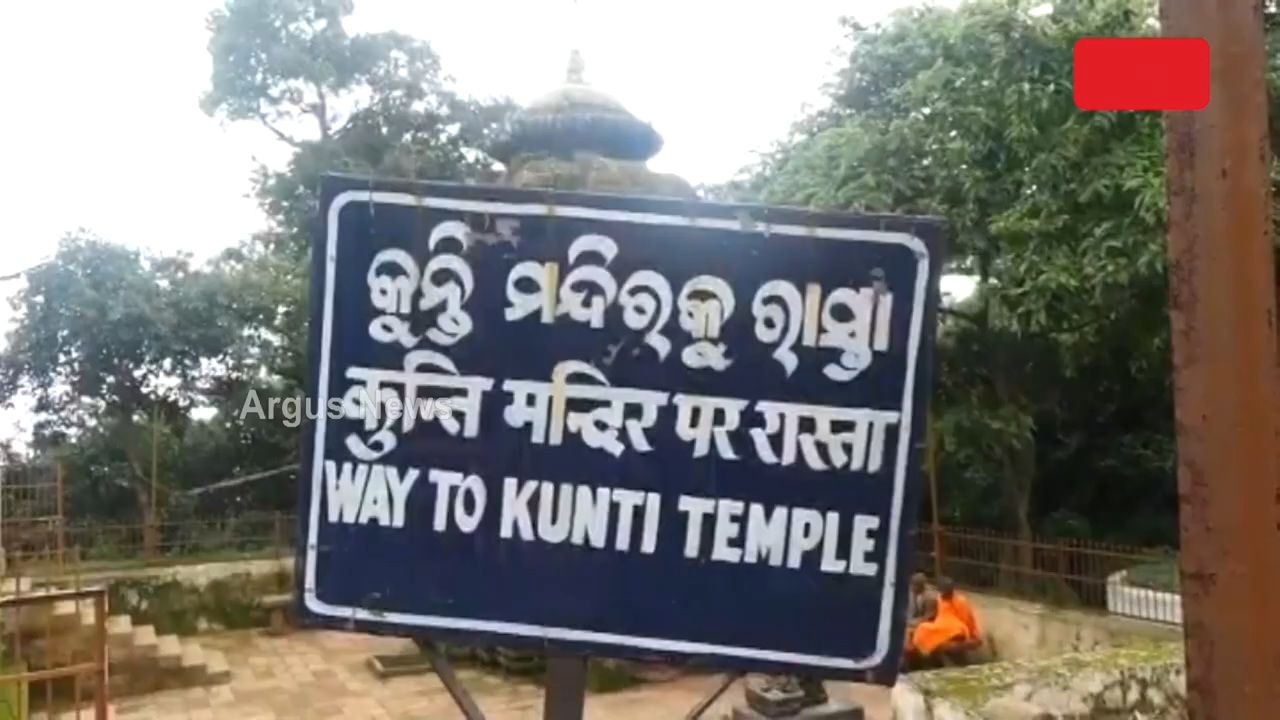 କୁନ୍ତି ମନ୍ଦିରକୁ ରାସ୍ତା
कुन्ति मन्दिर पर रास्ता
WAY TO KUNTI TEMPLE
Argus News